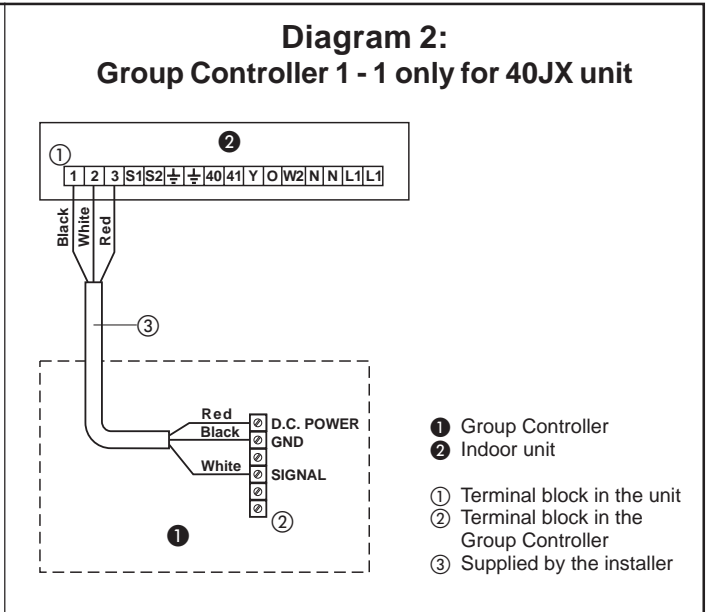 Diagram 2:
Group Controller 1 - 1 only for 40JX unit
❷
①
1 2 3 S1 S2 ⏚ ⏚ 40 41 Y O W2 N N L1 L1
Black
White
Red
③
Red
D.C. POWER
Black
GND
White
SIGNAL
②
❶
❶ Group Controller
❷ Indoor unit
① Terminal block in the unit
② Terminal block in the
Group Controller
③ Supplied by the installer